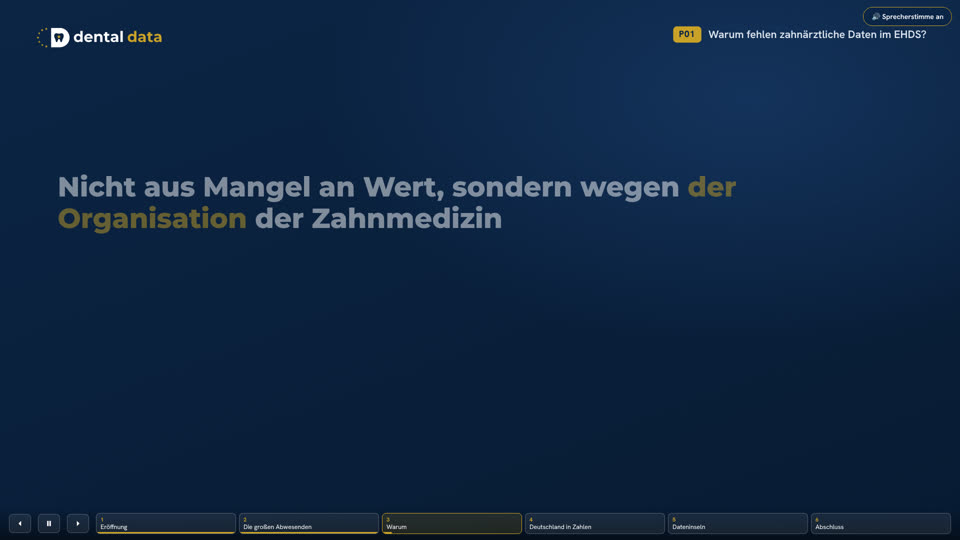 🔊 Sprecherstimme an
dental data
P01 Warum fehlen zahnärztliche Daten im EHDS?
Nicht aus Mangel an Wert, sondern wegen der
Organisation der Zahnmedizin
1
Eröffnung
2
Die großen Abwesenden
3
Warum
4
Deutschland in Zahlen
5
Dateninseln
6
Abschluss